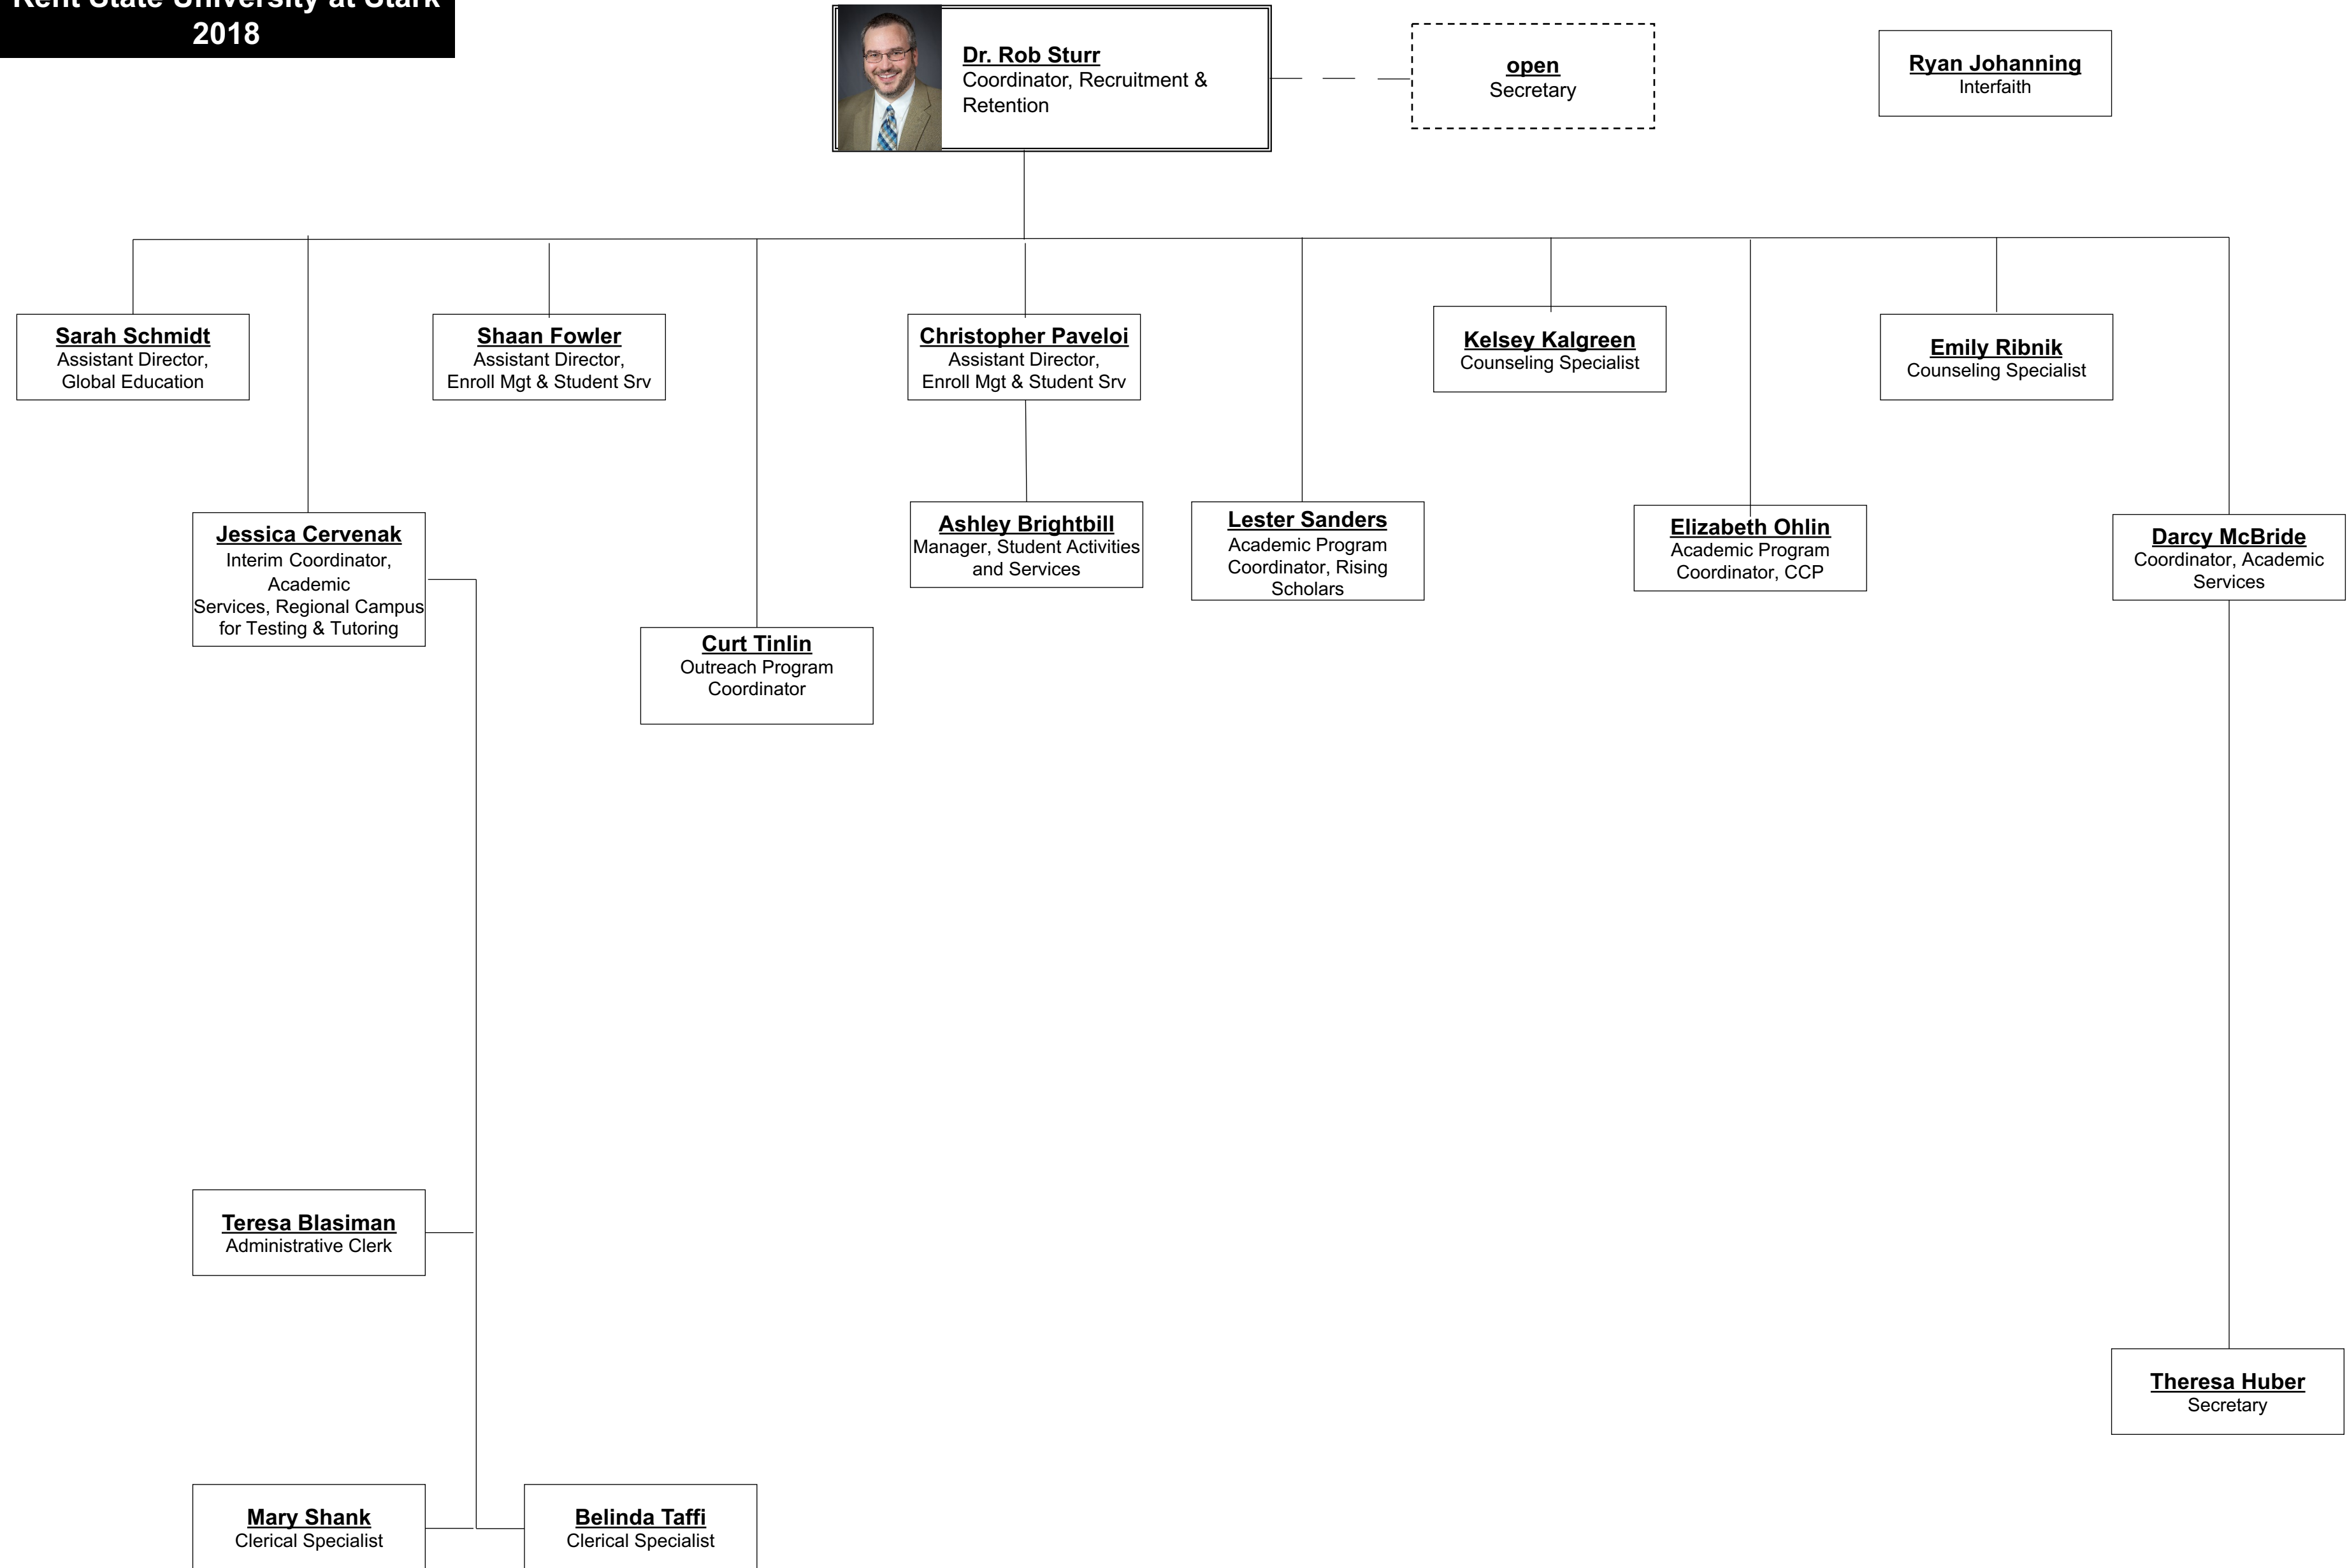 Kent State University at Stark
2018
Dr. Rob Sturr
Coordinator, Recruitment &
Retention
open
Secretary
Ryan Johanning
Interfaith
Sarah Schmidt
Assistant Director,
Global Education
Shaan Fowler
Assistant Director,
Enroll Mgt & Student Srv
Christopher Paveloi
Assistant Director,
Enroll Mgt & Student Srv
Kelsey Kalgreen
Counseling Specialist
Emily Ribnik
Counseling Specialist
Jessica Cervenak
Interim Coordinator,
Academic
Services, Regional Campus
for Testing & Tutoring
Curt Tinlin
Outreach Program
Coordinator
Ashley Brightbill
Manager, Student Activities
and Services
Lester Sanders
Academic Program
Coordinator, Rising
Scholars
Elizabeth Ohlin
Academic Program
Coordinator, CCP
Darcy McBride
Coordinator, Academic
Services
Teresa Blasiman
Administrative Clerk
Theresa Huber
Secretary
Mary Shank
Clerical Specialist
Belinda Taffi
Clerical Specialist